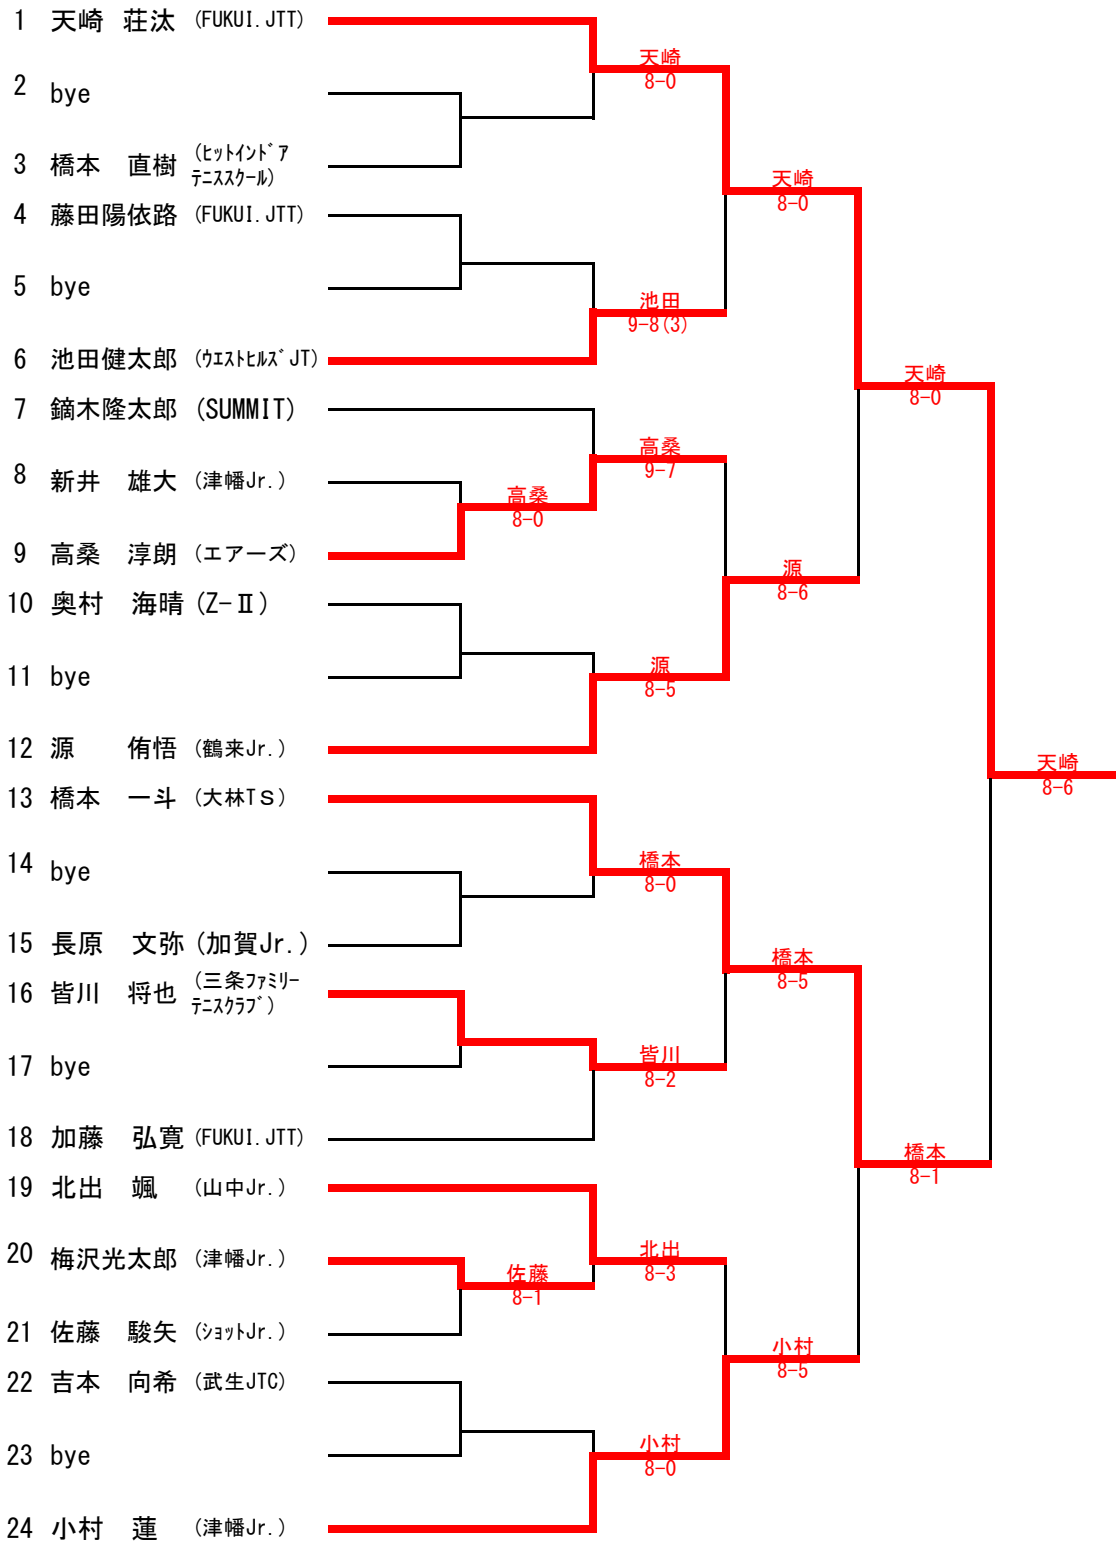 1 天崎 荘汰 (FUKUI.JTT)
天崎
8-0
2 bye
3 橋本 直樹 (ﾋｯﾄｲﾝﾄﾞｱ
ﾃﾆｽｽｸｰﾙ)
天崎
8-0
4 藤田陽依路 (FUKUI.JTT)
5 bye
池田
9-8(3)
6 池田健太郎 (ｳｴｽﾄﾋﾙｽﾞJT)
天崎
8-0
7 鏑木隆太郎 (SUMMIT)
高桑
9-7
8 新井 雄大 (津幡Jr.)
高桑
8-0
9 高桑 淳朗 (エアーズ)
源
8-6
10 奥村 海晴 (Z-Ⅱ)
11 bye
源
8-5
12 源 侑悟 (鶴来Jr.)
天崎
8-6
13 橋本 一斗 (大林TＳ)
橋本
8-0
14 bye
15 長原 文弥 (加賀Jr.)
橋本
8-5
16 皆川 将也 (三条ﾌｧﾐﾘｰ
ﾃﾆｽｸﾗﾌﾞ)
17 bye
皆川
8-2
18 加藤 弘寛 (FUKUI.JTT)
橋本
8-1
19 北出 颯 (山中Jr.)
北出
8-3
20 梅沢光太郎 (津幡Jr.)
佐藤
8-1
21 佐藤 駿矢 (ｼｮｯﾄJr.)
小村
8-5
22 吉本 向希 (武生JTC)
23 bye
小村
8-0
24 小村 蓮 (津幡Jr.)